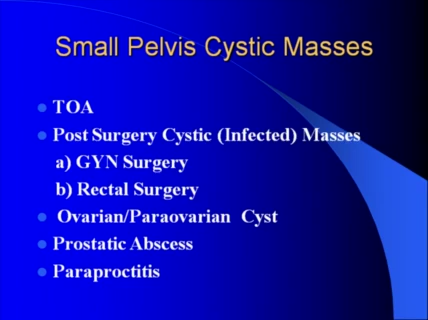 Small Pelvis Cystic Masses
TOA
Post Surgery Cystic (Infected) Masses
a) GYN Surgery
b) Rectal Surgery
Ovarian/Paraovarian Cyst
Prostatic Abscess
Paraproctitis